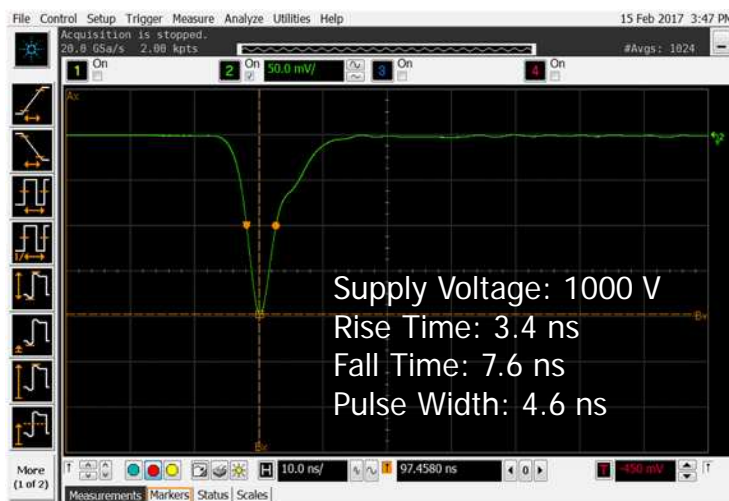 File Control Setup Trigger Measure Analyze Utilities Help 15 Feb 2017 3:47 PM
Acquisition is stopped.
20.0 GSa/s 2.00 kpts #Avgs: 1024
1 On 2 On 50.0 mV/ 3 On 4 On
Ax
2
Supply Voltage: 1000 V
By
Rise Time: 3.4 ns
Fall Time: 7.6 ns
Pulse Width: 4.6 ns
Bx
More
(1 of 2)
H 10.0 ns/ 97.4580 ns 0 T -450 mV
Measurements Markers Status Scales